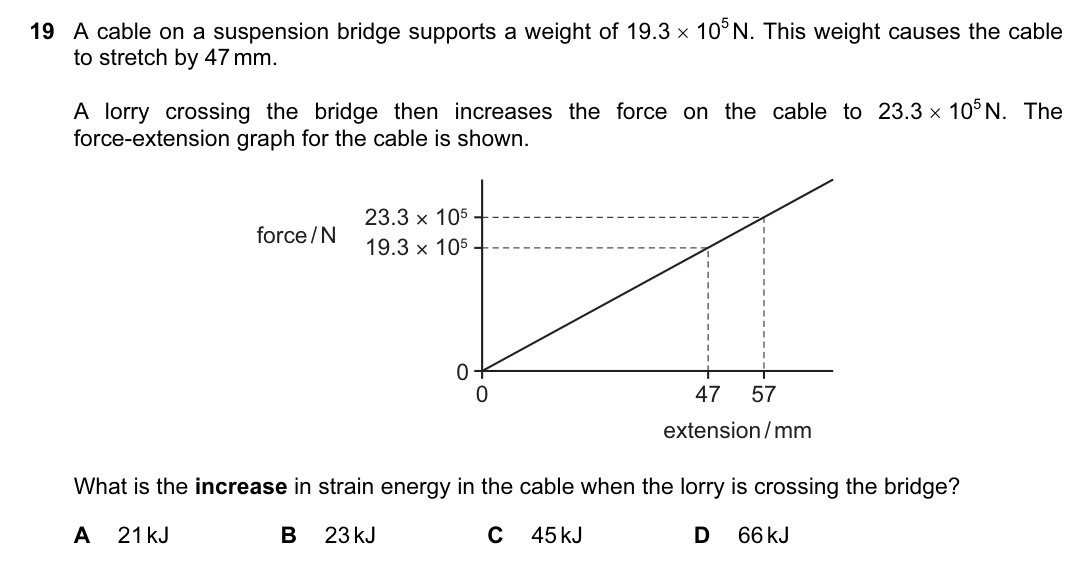 19 A cable on a suspension bridge supports a weight of 19.3 × 10⁵ N. This weight causes the cable
to stretch by 47 mm.
A lorry crossing the bridge then increases the force on the cable to 23.3 × 10⁵ N. The
force-extension graph for the cable is shown.
23.3 × 10⁵
force / N
19.3 × 10⁵
0
0 47 57
extension / mm
What is the increase in strain energy in the cable when the lorry is crossing the bridge?
A 21 kJ B 23 kJ C 45 kJ D 66 kJ